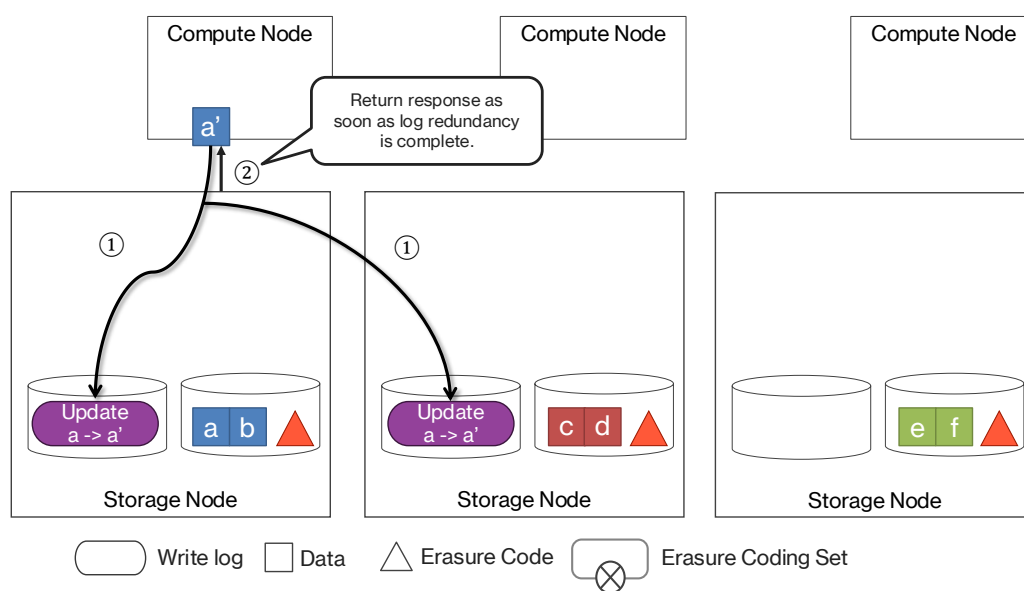 Compute Node
Compute Node
Compute Node
Return response as
soon as log redundancy
is complete.
a’
②
①
①
Update
a -> a’
a b
Update
a -> a’
c d
e f
Storage Node
Storage Node
Storage Node
Write log
Data
Erasure Code
Erasure Coding Set